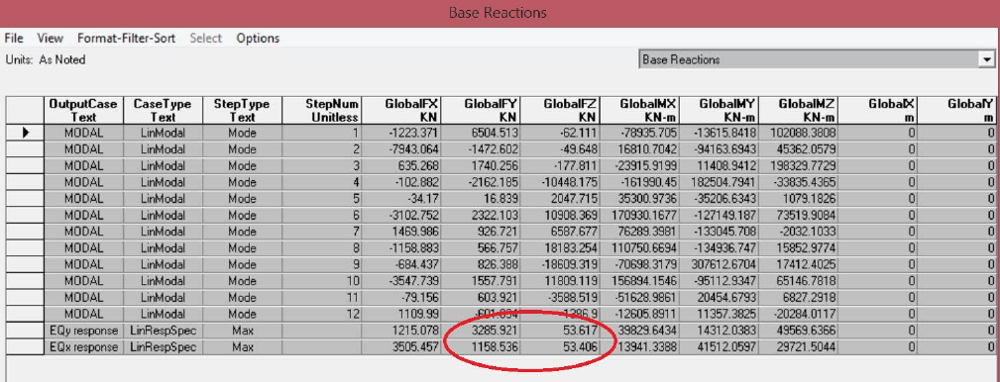 Base Reactions
File View Format-Filter-Sort Select Options
Units: As Noted Base Reactions
OutputCase CaseType StepType StepNum GlobalFX GlobalFY GlobalFZ GlobalMX GlobalMY GlobalMZ GlobalX GlobalY
Text Text Text Unitless KN KN KN KN-m KN-m KN-m m m
MODAL LinModal Mode 1 -1223.371 6504.513 -62.111 -78935.705 -13615.8418 102088.3808 0 0
MODAL LinModal Mode 2 -7943.064 -1472.602 -49.648 16810.7042 -94163.6943 45362.0579 0 0
MODAL LinModal Mode 3 635.268 1740.256 -177.811 -23915.9199 11408.9412 198329.7729 0 0
MODAL LinModal Mode 4 -102.882 -2162.185 -10448.175 -161990.45 182504.7941 -33835.4365 0 0
MODAL LinModal Mode 5 -34.17 16.839 2047.715 35300.9736 -35206.6343 1079.1826 0 0
MODAL LinModal Mode 6 -3102.752 2322.103 10908.369 170930.1677 -127149.187 73519.9084 0 0
MODAL LinModal Mode 7 1469.986 926.721 6587.677 76289.3981 -133045.708 -2032.1033 0 0
MODAL LinModal Mode 8 -1158.883 566.757 18183.254 110750.6694 -134936.747 15852.9774 0 0
MODAL LinModal Mode 9 -684.437 826.388 -18609.319 -70698.3179 307612.6704 17412.4025 0 0
MODAL LinModal Mode 10 -3547.739 1557.791 11809.119 156894.1546 -95112.9347 65146.7818 0 0
MODAL LinModal Mode 11 -79.156 603.921 -3588.519 -51628.9861 20454.6793 6827.2918 0 0
MODAL LinModal Mode 12 1109.99 -12605.8911 11357.3825 -20284.0117 0 0
EQy response LinRespSpec Max 1215.078 3285.921 53.617 39829.6434 14312.0383 49569.6366 0 0
EQx response LinRespSpec Max 3505.457 1158.536 53.406 13941.3388 41512.0597 29721.5044 0 0